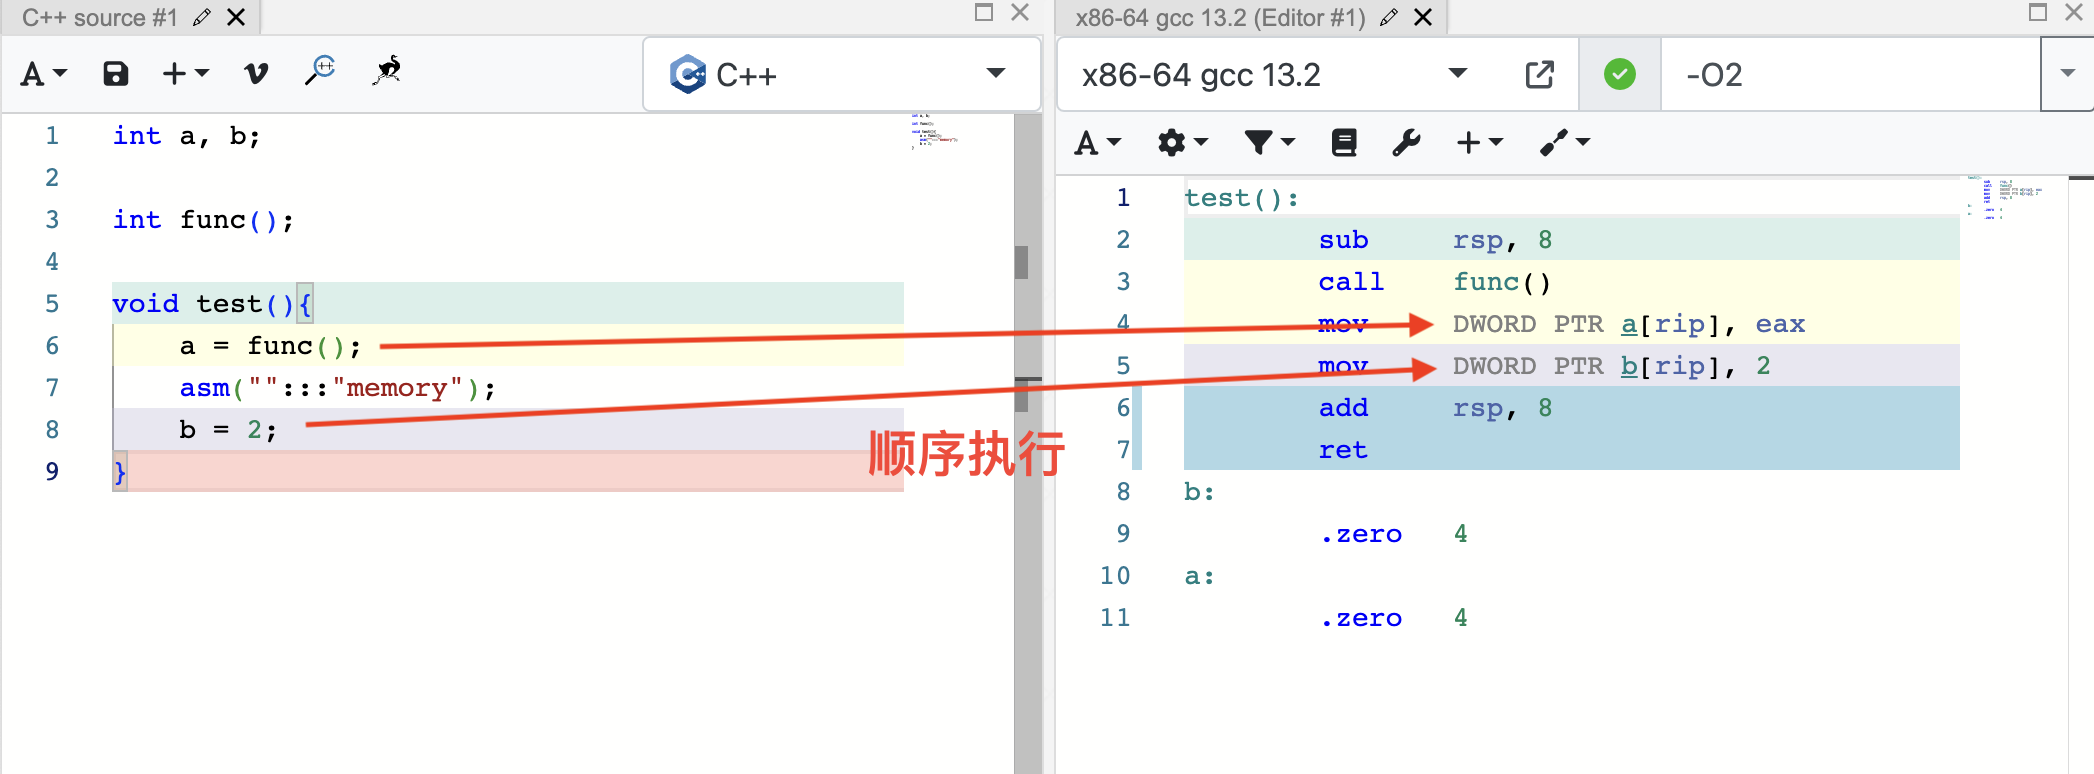 C++ source #1
C++
1 int a, b;
2
3 int func();
4
5 void test(){
6 a = func();
7 asm("":::"memory");
8 b = 2;
9 }
顺序执行
x86-64 gcc 13.2 (Editor #1)
x86-64 gcc 13.2
-O2
A
A
1 test():
2 sub rsp, 8
3 call func()
4 mov DWORD PTR a[rip], eax
5 mov DWORD PTR b[rip], 2
6 add rsp, 8
7 ret
8 b:
9 .zero 4
10 a:
11 .zero 4